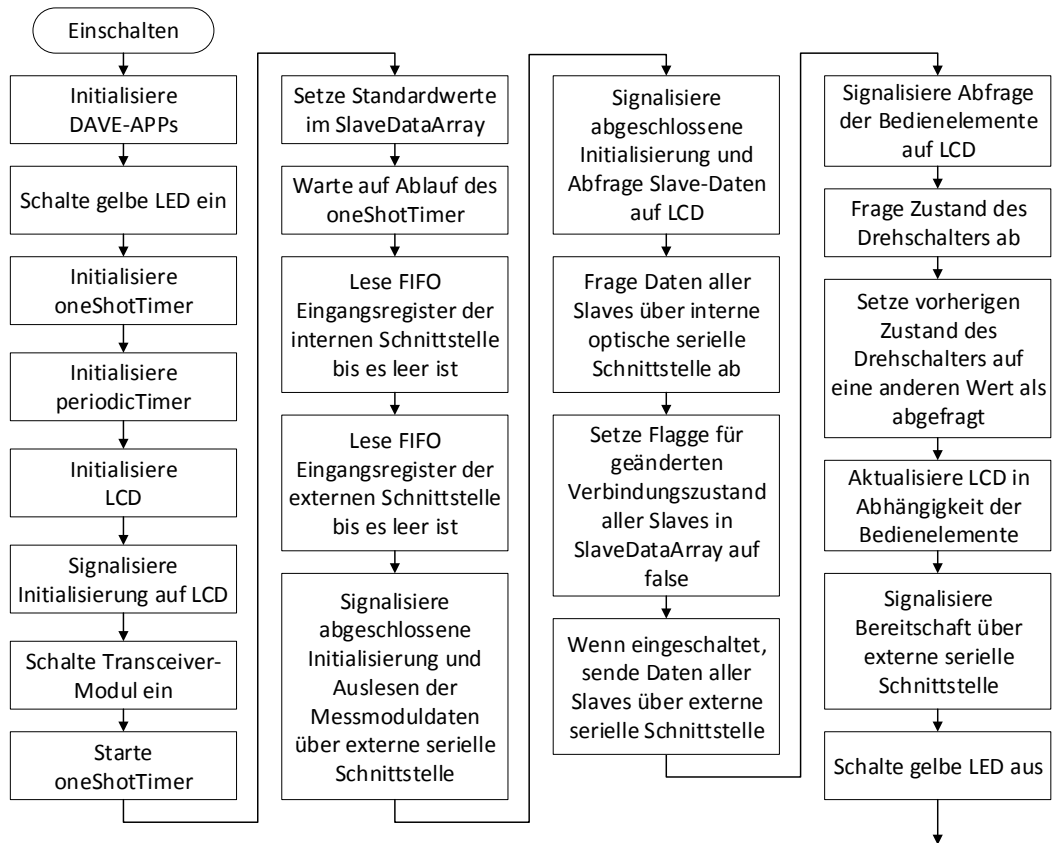 Einschalten
Initialisiere
DAVE-APPs
Schalte gelbe LED ein
Initialisiere
oneShotTimer
Initialisiere
periodicTimer
Initialisiere
LCD
Signalisiere
Initialisierung auf LCD
Schalte Transceiver-
Modul ein
Starte
oneShotTimer
Setze Standardwerte
im SlaveDataArray
Warte auf Ablauf des
oneShotTimer
Lese FIFO
Eingangsregister der
internen Schnittstelle
bis es leer ist
Lese FIFO
Eingangsregister der
externen Schnittstelle
bis es leer ist
Signalisiere
abgeschlossene
Initialisierung und
Auslesen der
Messmoduldaten
über externe serielle
Schnittstelle
Signalisiere
abgeschlossene
Initialisierung und
Abfrage Slave-Daten
auf LCD
Frage Daten aller
Slaves über interne
optische serielle
Schnittstelle ab
Setze Flagge für
geänderten
Verbindungszustand
aller Slaves in
SlaveDataArray auf
false
Wenn eingeschaltet,
sende Daten aller
Slaves über externe
serielle Schnittstelle
Signalisiere Abfrage
der Bedienelemente
auf LCD
Frage Zustand des
Drehschalters ab
Setze vorherigen
Zustand des
Drehschalters auf
eine anderen Wert als
abgefragt
Aktualisiere LCD in
Abhängigkeit der
Bedienelemente
Signalisiere
Bereitschaft über
externe serielle
Schnittstelle
Schalte gelbe LED aus